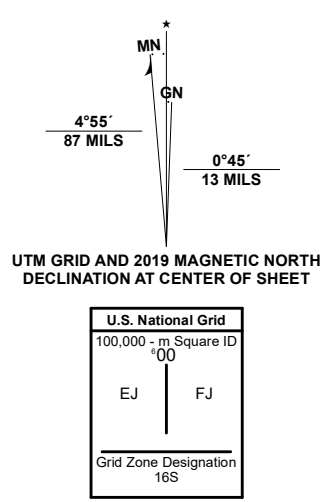 MN
GN
4°55´
87 MILS
0°45´
13 MILS
UTM GRID AND 2019 MAGNETIC NORTH
DECLINATION AT CENTER OF SHEET
U.S. National Grid
100,000 - m Square ID
⁶00
EJ FJ
Grid Zone Designation
16S